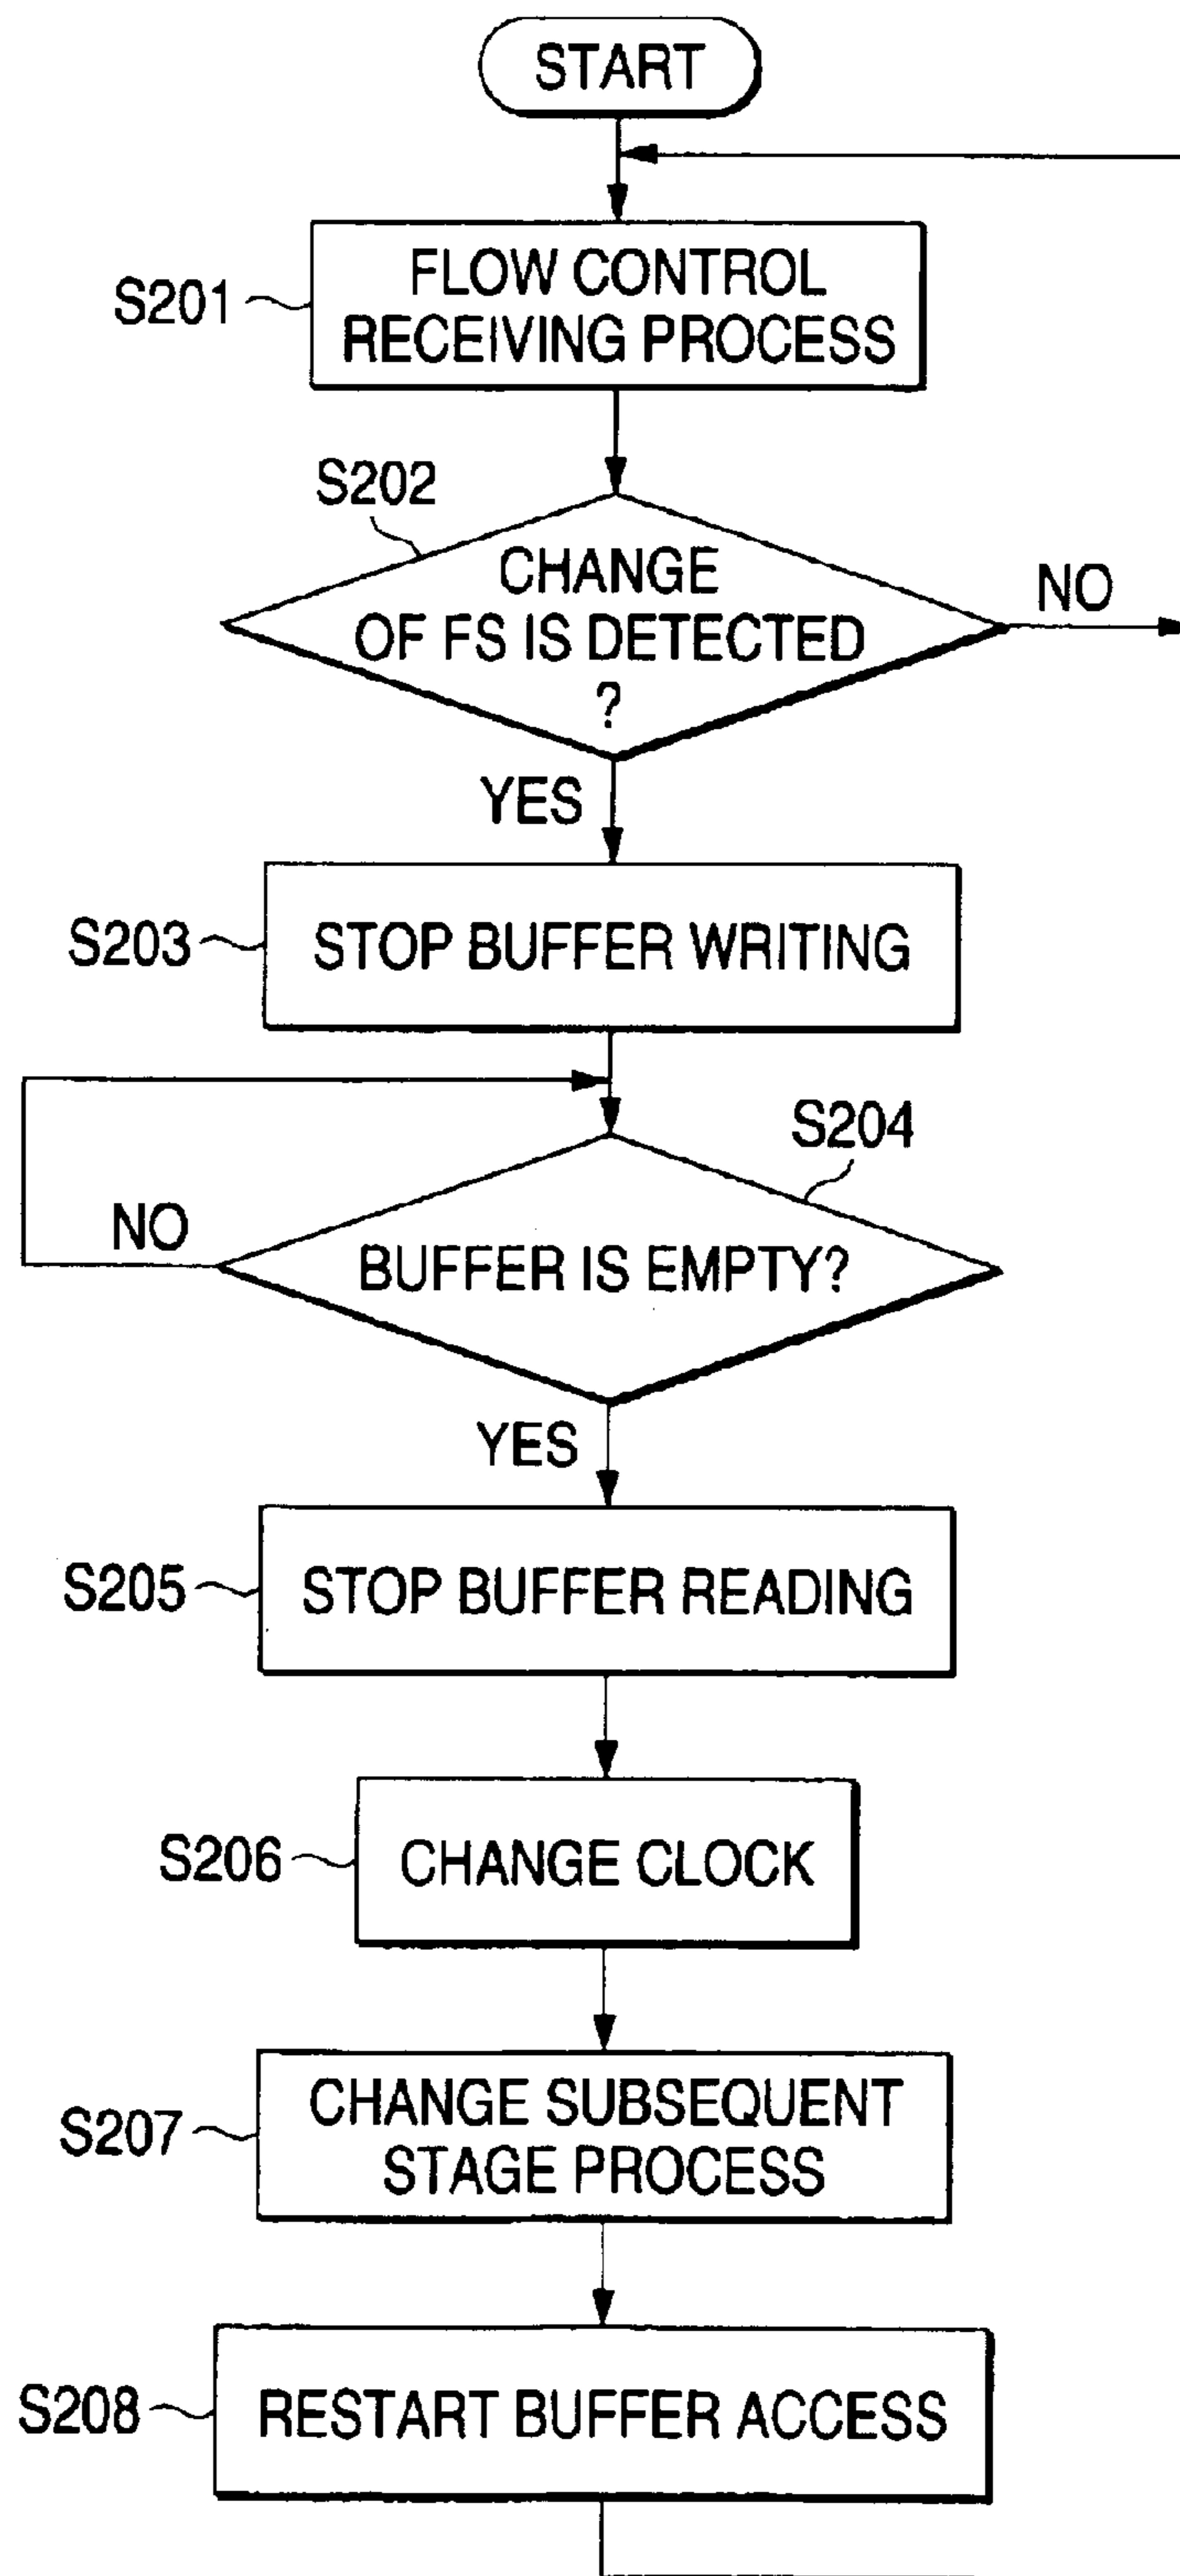 START
S201
FLOW CONTROL
RECEIVING PROCESS
S202
CHANGE
OF FS IS DETECTED
?
NO
YES
S203
STOP BUFFER WRITING
S204
NO
BUFFER IS EMPTY?
YES
S205
STOP BUFFER READING
S206
CHANGE CLOCK
S207
CHANGE SUBSEQUENT
STAGE PROCESS
S208
RESTART BUFFER ACCESS